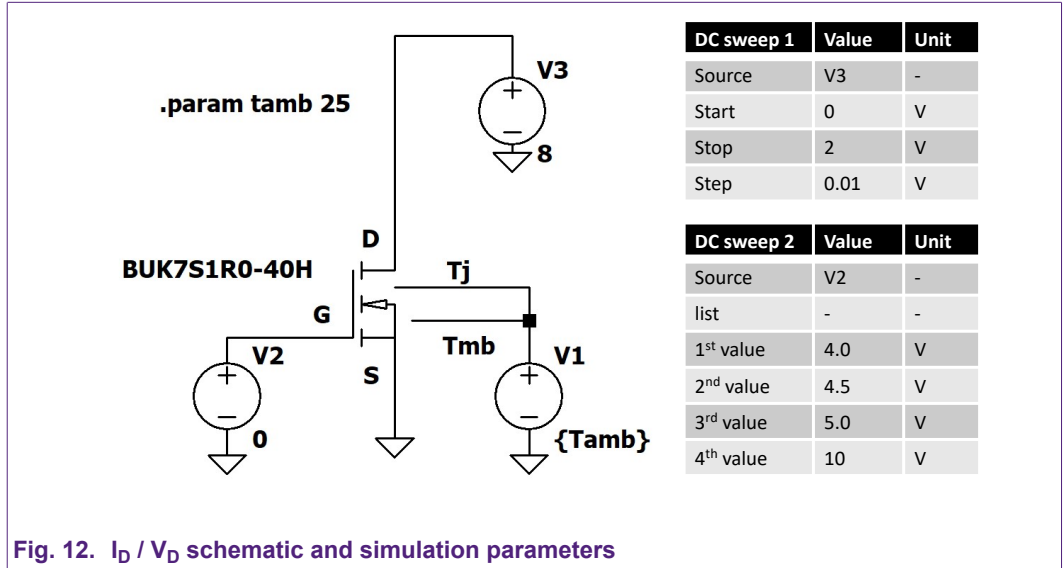 .param tamb 25
V3
+
–
8
D
BUK7S1R0-40H
Tj
G
Tmb
V2
V1
S
+
–
0
+
–
{Tamb}
DC sweep 1 Value Unit
Source V3 -
Start 0 V
Stop 2 V
Step 0.01 V
DC sweep 2 Value Unit
Source V2 -
list - -
1st value 4.0 V
2nd value 4.5 V
3rd value 5.0 V
4th value 10 V
Fig. 12. ID / VD schematic and simulation parameters